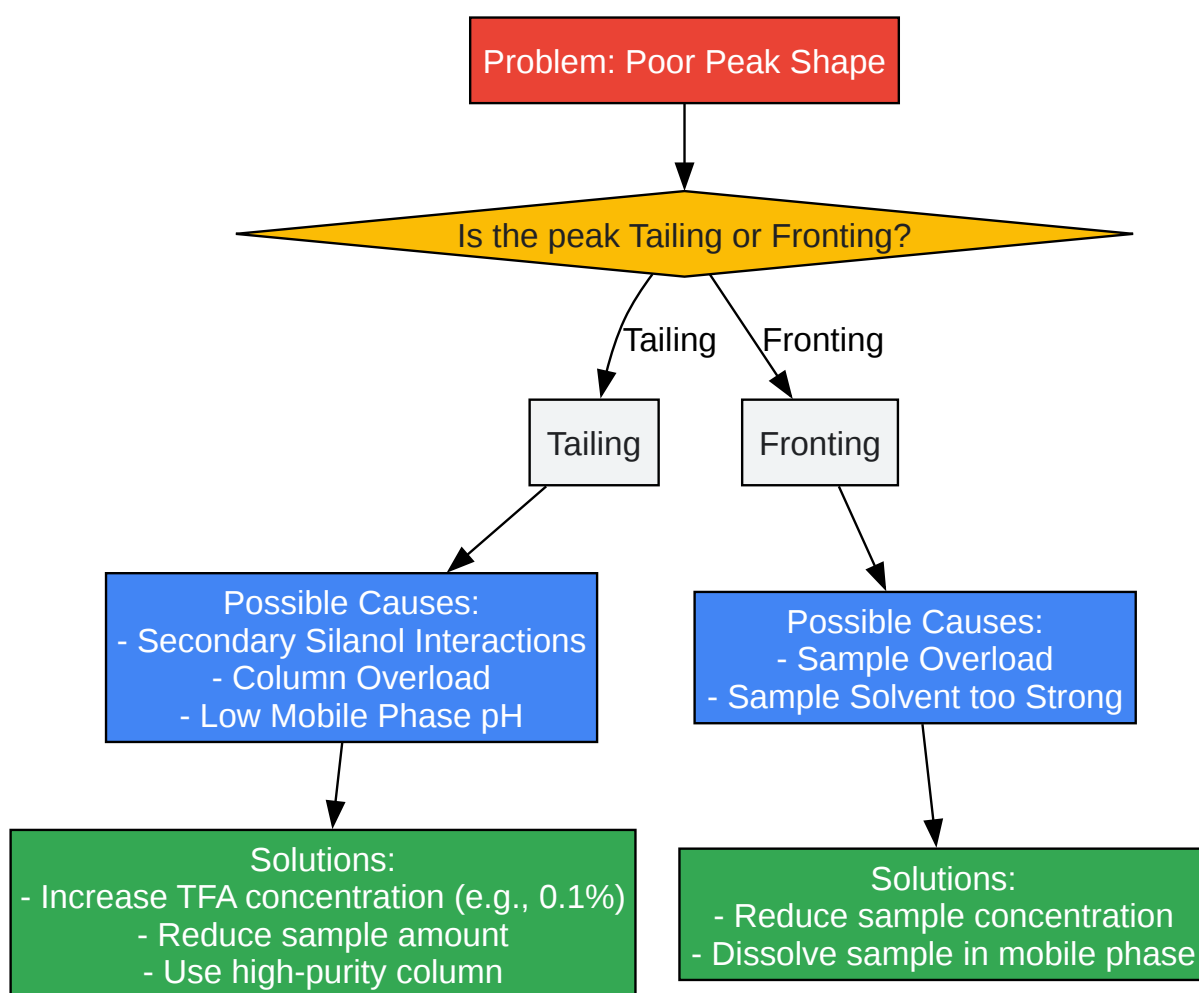 Problem: Poor Peak Shape
Is the peak Tailing or Fronting?
Tailing
Fronting
Tailing
Fronting
Possible Causes:
- Secondary Silanol Interactions
- Column Overload
- Low Mobile Phase pH
Possible Causes:
- Sample Overload
- Sample Solvent too Strong
Solutions:
- Increase TFA concentration (e.g., 0.1%)
- Reduce sample amount
- Use high-purity column
Solutions:
- Reduce sample concentration
- Dissolve sample in mobile phase